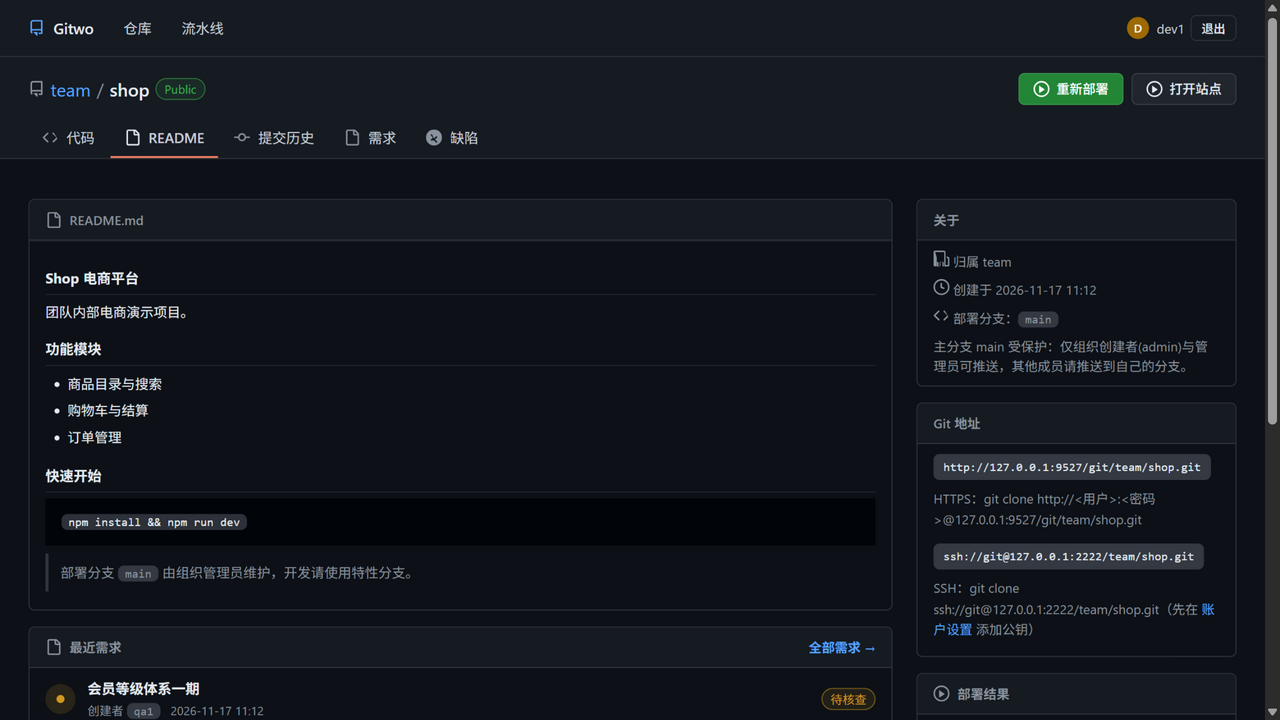 Gitwo 仓库 流水线 D dev1 退出
team / shop Public 重新部署 打开站点
代码 README 提交历史 需求 缺陷
README.md
Shop 电商平台
团队内部电商演示项目。
功能模块
• 商品目录与搜索
• 购物车与结算
• 订单管理
快速开始
npm install && npm run dev
部署分支 main 由组织管理员维护，开发请使用特性分支。
最近需求 全部需求 →
会员等级体系一期
创建者 qa1 2026-11-17 11:12 待核查
关于
归属 team
创建于 2026-11-17 11:12
部署分支： main
主分支 main 受保护：仅组织创建者(admin)与管
理员可推送，其他成员请推送到自己的分支。
Git 地址
http://127.0.0.1:9527/git/team/shop.git
HTTPS：git clone http://<用户>:<密码
>@127.0.0.1:9527/git/team/shop.git
ssh://git@127.0.0.1:2222/team/shop.git
SSH：git clone
ssh://git@127.0.0.1:2222/team/shop.git（先在 账
户设置 添加公钥）
部署结果